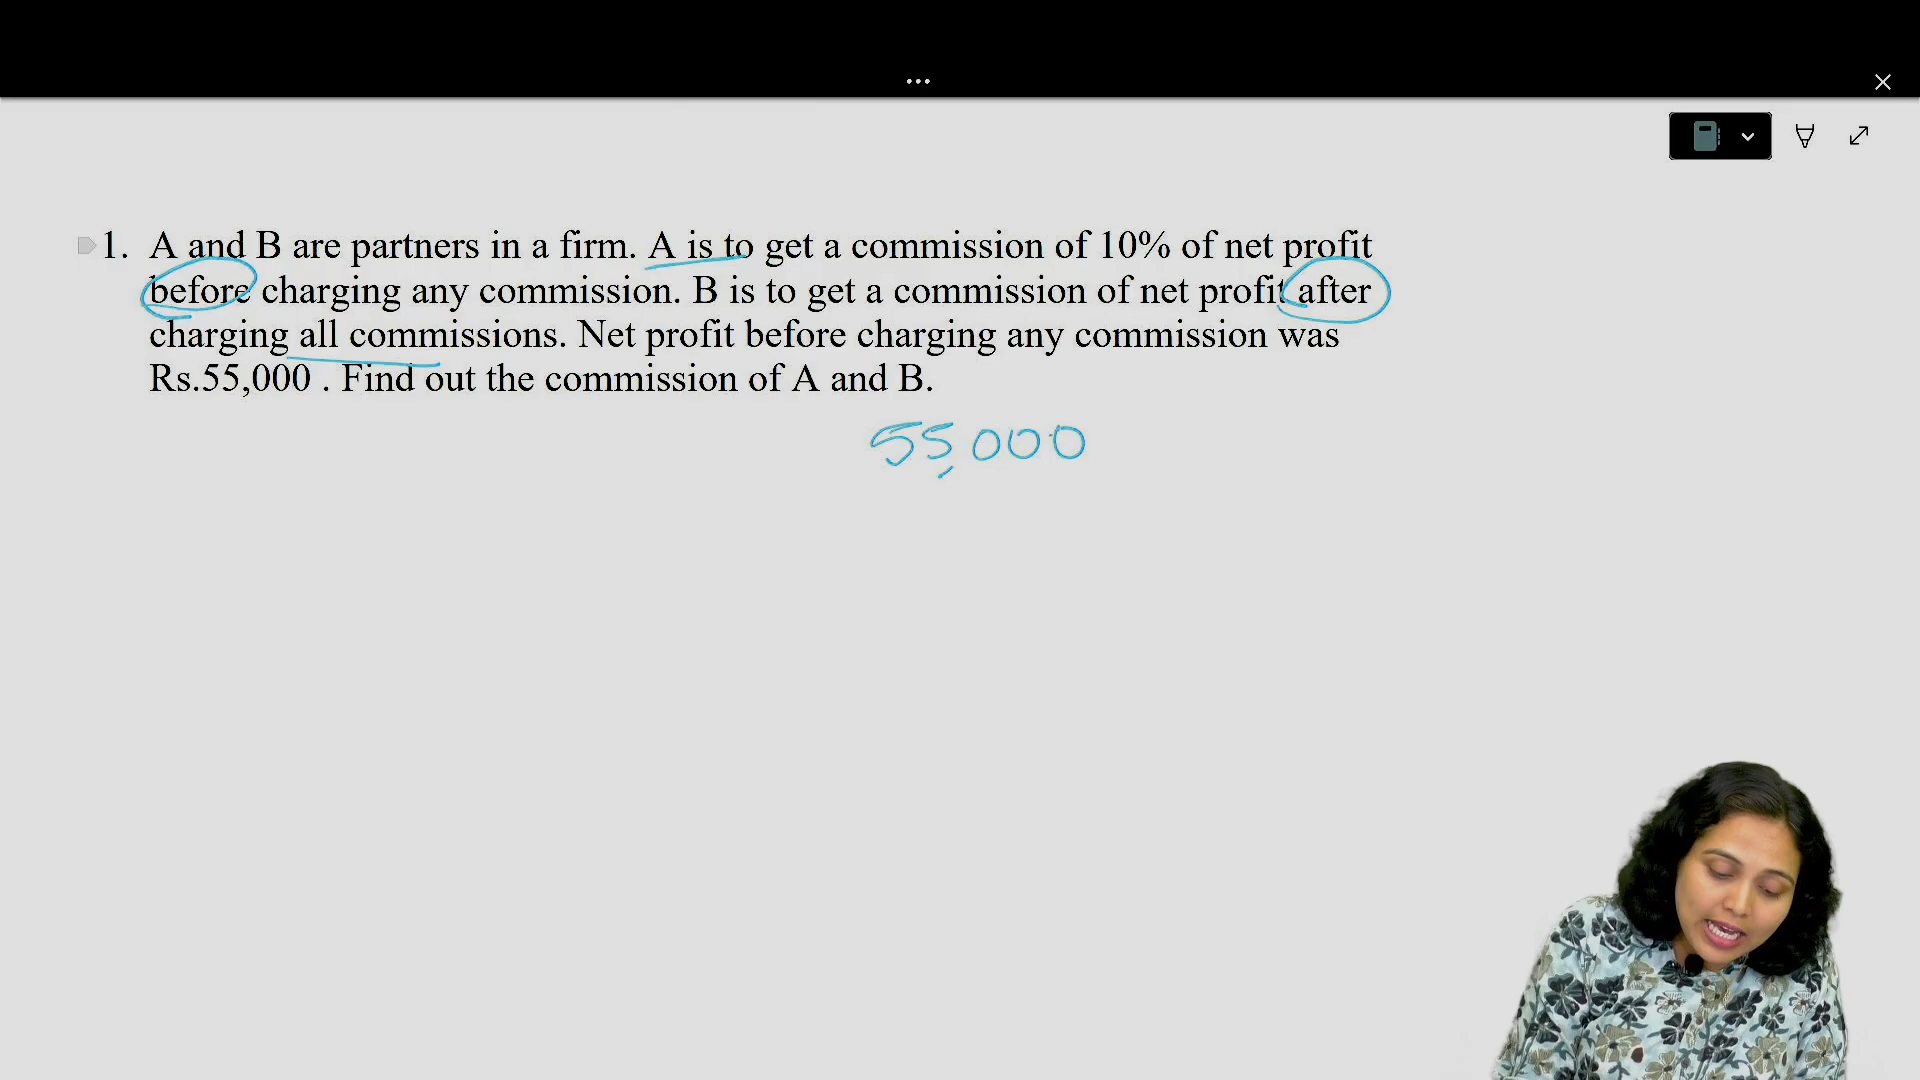 1. A and B are partners in a firm. A is to get a commission of 10% of net profit
before charging any commission. B is to get a commission of net profit after
charging all commissions. Net profit before charging any commission was
Rs.55,000 . Find out the commission of A and B.
55,000